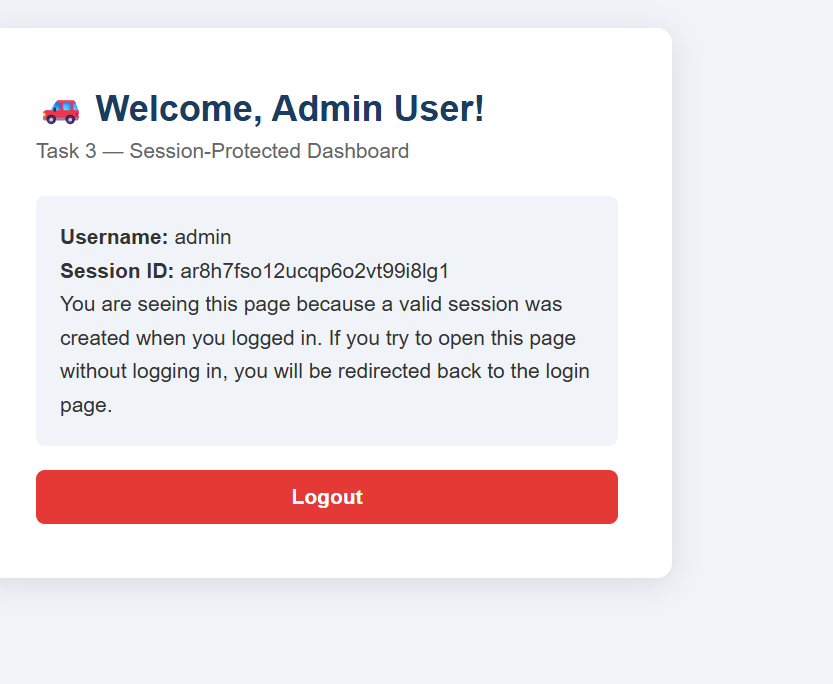 🚗 Welcome, Admin User!
Task 3 — Session-Protected Dashboard
Username: admin
Session ID: ar8h7fso12ucqp6o2vt99i8lg1
You are seeing this page because a valid session was
created when you logged in. If you try to open this page
without logging in, you will be redirected back to the login
page.
Logout